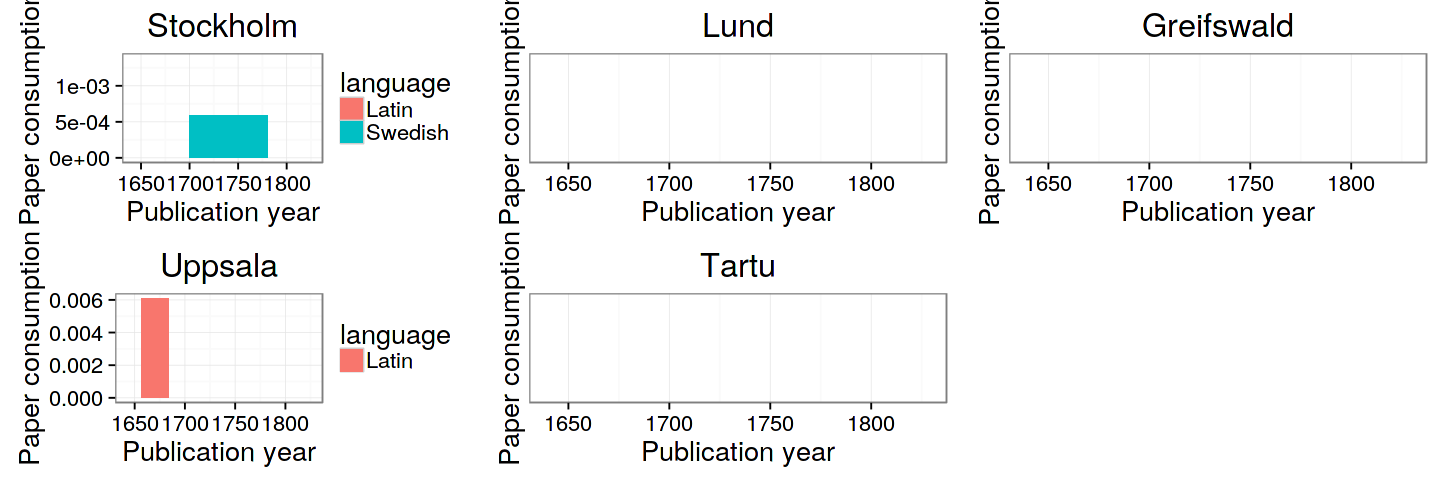 Stockholm
Paper consumption
1e-03
5e-04
0e+00
1650 1700 1750 1800
Publication year
language
Latin
Swedish
Lund
Paper consumption
1650 1700 1750 1800
Publication year
Greifswald
Paper consumption
1650 1700 1750 1800
Publication year
Uppsala
Paper consumption
0.006
0.004
0.002
0.000
1650 1700 1750 1800
Publication year
language
Latin
Tartu
Paper consumption
1650 1700 1750 1800
Publication year